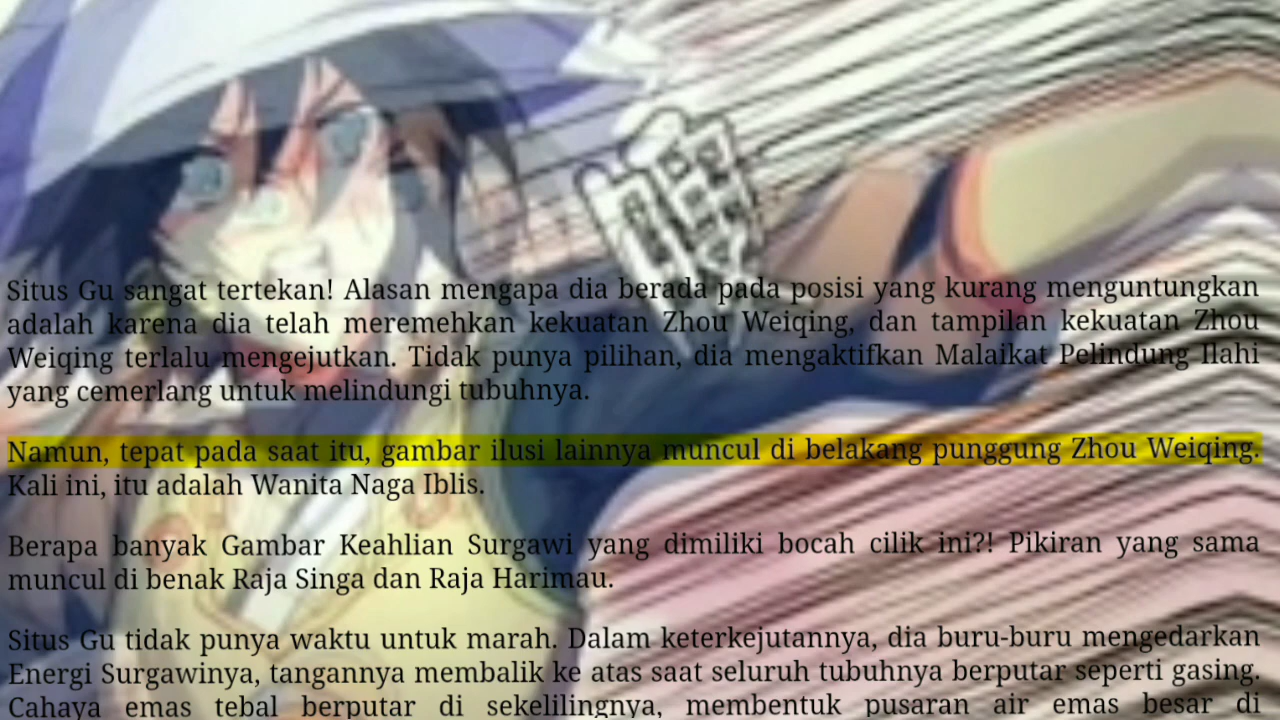 Situs Gu sangat tertekan! Alasan mengapa dia berada pada posisi yang kurang menguntungkan
adalah karena dia telah meremehkan kekuatan Zhou Weiqing, dan tampilan kekuatan Zhou
Weiqing terlalu mengejutkan. Tidak punya pilihan, dia mengaktifkan Malaikat Pelindung Ilahi
yang cemerlang untuk melindungi tubuhnya.
Namun, tepat pada saat itu, gambar ilusi lainnya muncul di belakang punggung Zhou Weiqing.
Kali ini, itu adalah Wanita Naga Iblis.
Berapa banyak Gambar Keahlian Surgawi yang dimiliki bocah cilik ini?! Pikiran yang sama
muncul di benak Raja Singa dan Raja Harimau.
Situs Gu tidak punya waktu untuk marah. Dalam keterkejutannya, dia buru-buru mengedarkan
Energi Surgawinya, tangannya membalik ke atas saat seluruh tubuhnya berputar seperti gasing.
Cahaya emas tebal berputar di sekelilingnya, membentuk pusaran air emas besar di